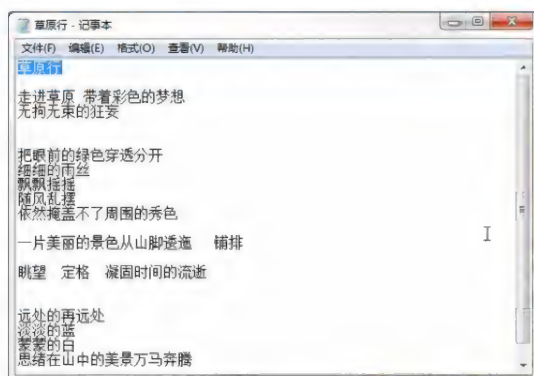 草原行 - 记事本
文件(F) 编辑(E) 格式(O) 查看(V) 帮助(H)
草原行
走进草原 带着彩色的梦想
无拘无束的狂妄
把眼前的绿色穿透分开
细细的雨丝
飘飘摇摇
随风乱摆
依然掩盖不了周围的秀色
一片美丽的景色从山脚逶迤 铺排
眺望 定格 凝固时间的流逝
远处的再远处
淡淡的蓝
蒙蒙的白
思绪在山中的美景万马奔腾